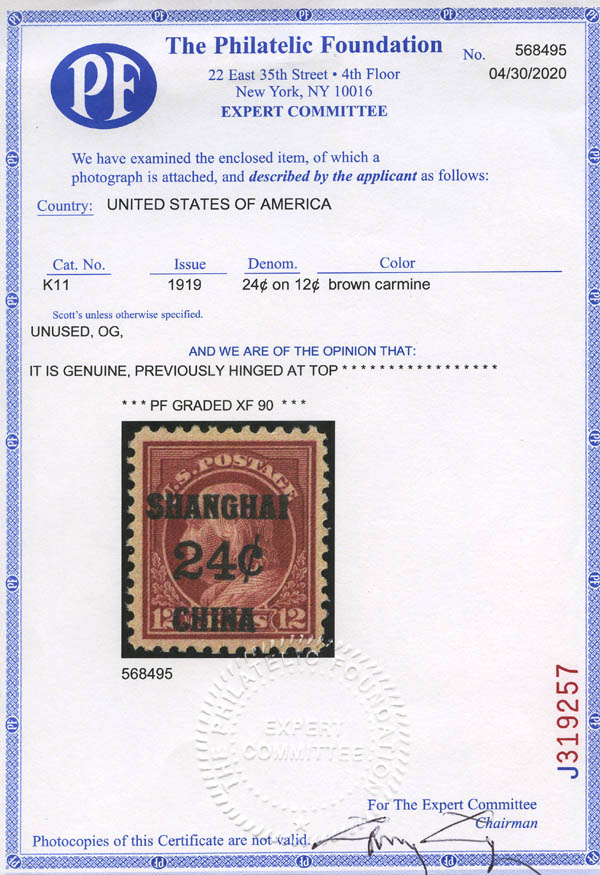 PF
The Philatelic Foundation
22 East 35th Street • 4th Floor
New York, NY 10016
EXPERT COMMITTEE
No. 568495
04/30/2020
We have examined the enclosed item, of which a
photograph is attached, and described by the applicant as follows:
Country: UNITED STATES OF AMERICA
Cat. No. Issue Denom. Color
K11 1919 24¢ on 12¢ brown carmine
Scott's unless otherwise specified.
UNUSED, OG,
AND WE ARE OF THE OPINION THAT:
IT IS GENUINE, PREVIOUSLY HINGED AT TOP * * * * * * * * * * * * * * * * *
* * * PF GRADED XF 90 * * *
U.S. POSTAGE
SHANGHAI
24¢
CHINA
12 12
568495
THE PHILATELIC FOUNDATION
EXPERT
COMMITTEE
J319257
For The Expert Committee
Chairman
Photocopies of this Certificate are not valid.